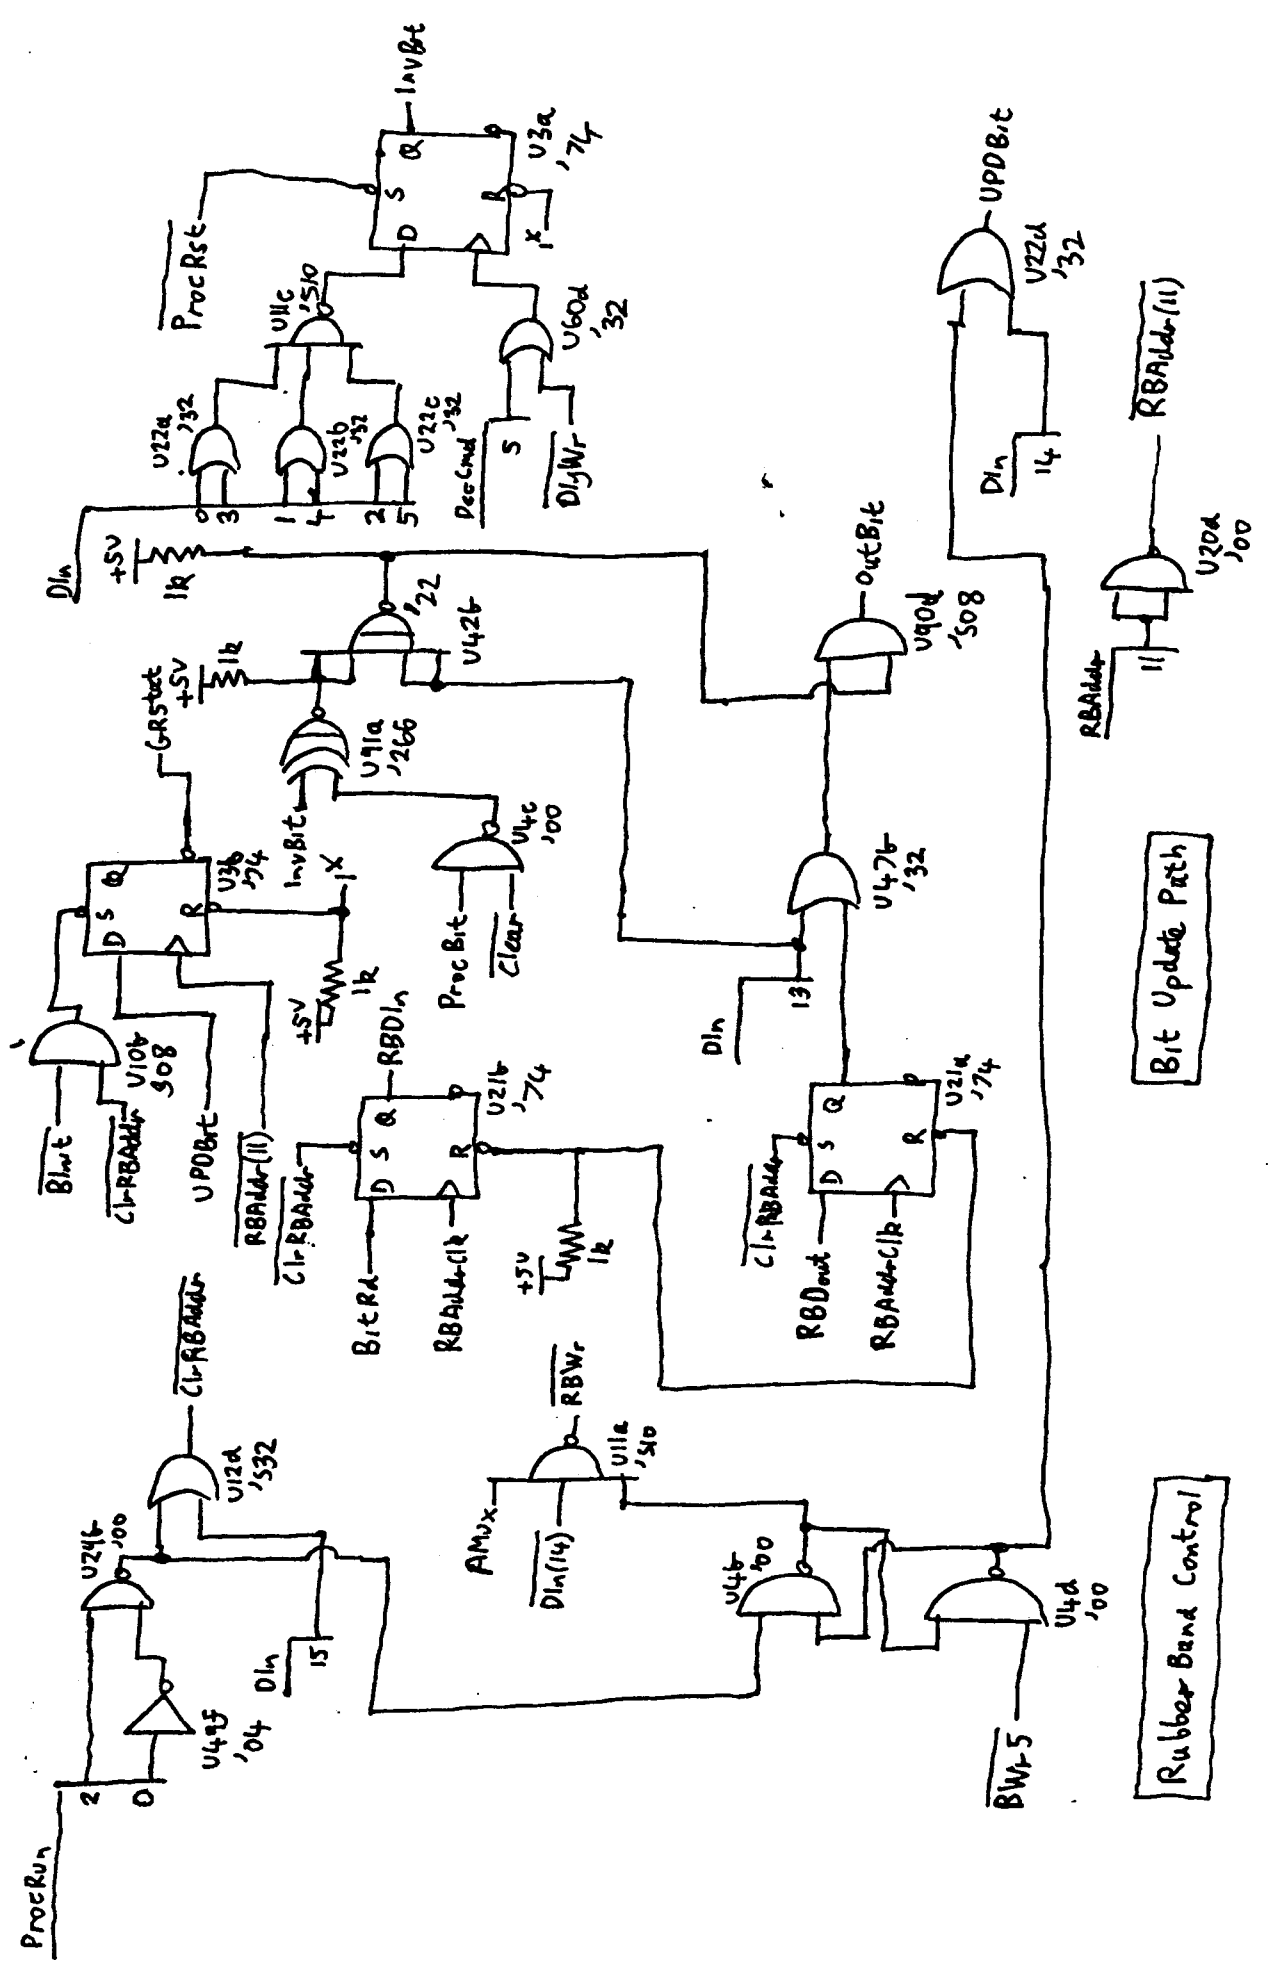 ProcRun
2
0
U49f
'04
U24b
'00
U12d
'S32
ClrRBAddr
DIn
15
BInit
ClrRBAddr
U10b
S08
UPDBit
RBAddr(11)
D
S
Q
R
U3b
'74
GRStat
+5V
1k
1X
ClrRBAddr
BitRd
RBAddrClk
D
S
Q
R
U21b
'74
RBDIn
+5V
1k
InvBit
ProcBit
Clear
U4c
'00
U91a
'266
+5V
1k
U42b
'22
+5V
1k
DIn
0
3
1
4
2
5
U22a
'32
U22b
'32
U22c
'32
U11c
'S10
ProcRst
DecCmd
5
DlyWr
U60d
'32
D
S
Q
R
1X
U3a
'74
InvBit
AMux
DIn(14)
U11a
'S10
RBWr
U4b
'00
BWr5
U4d
'00
ClrRBAddr
RBDout
RBAddrClk
D
S
Q
R
U21a
'74
DIn
13
U47b
'32
U90d
'S08
OutBit
DIn
14
U22d
'32
UPDBit
RBAddr
11
U20d
'00
RBAddr(11)
Rubber Band Control
Bit Update Path